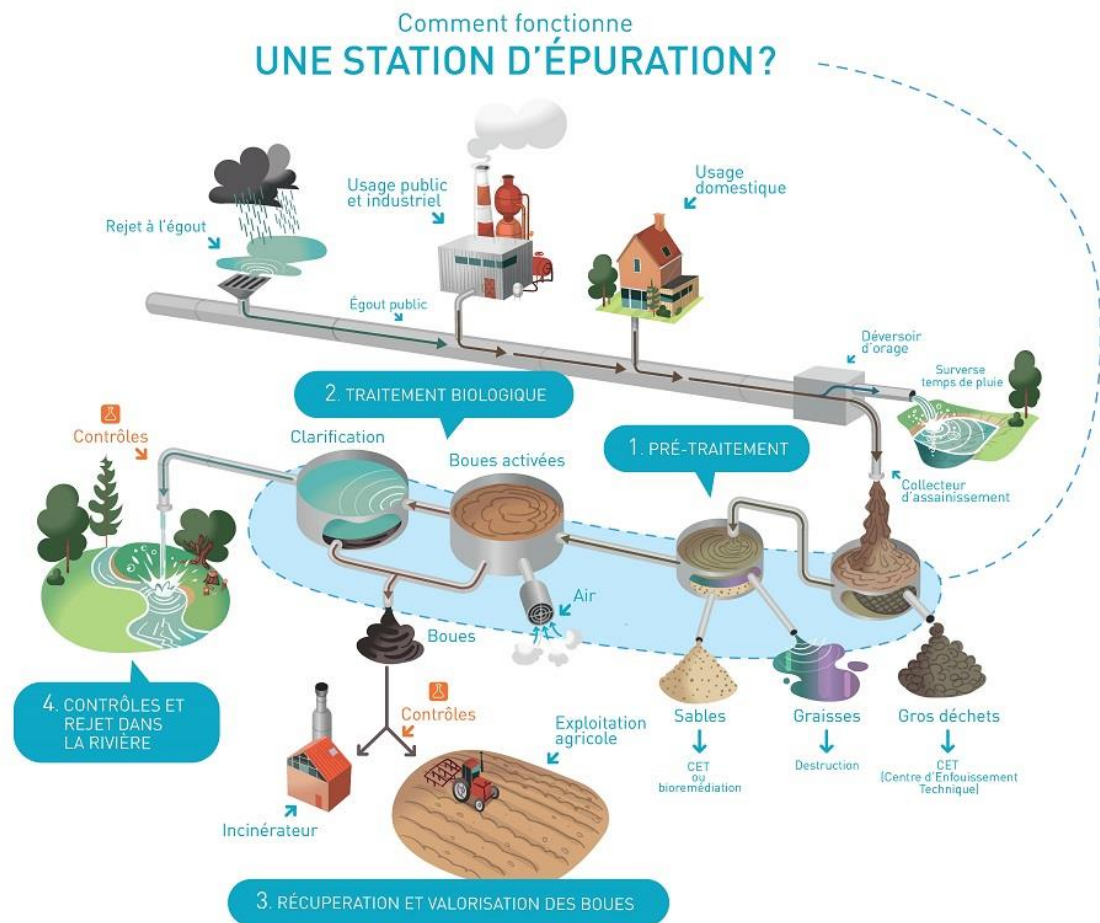 Comment fonctionne
UNE STATION D'ÉPURATION?
Rejet à l'égout
Usage public
et industriel
Usage
domestique
Égout public
Déversoir
d'orage
Surverse
temps de pluie
2. TRAITEMENT BIOLOGIQUE
Contrôles
Clarification
Boues activées
1. PRÉ-TRAITEMENT
Collecteur
d'assainissement
Air
Boues
4. CONTRÔLES ET
REJET DANS
LA RIVIÈRE
Contrôles
Exploitation
agricole
Incinérateur
Sables
CET
ou
bioremédiation
Graisses
Destruction
Gros déchets
CET
(Centre d'Enfouissement
Technique)
3. RÉCUPERATION ET VALORISATION DES BOUES